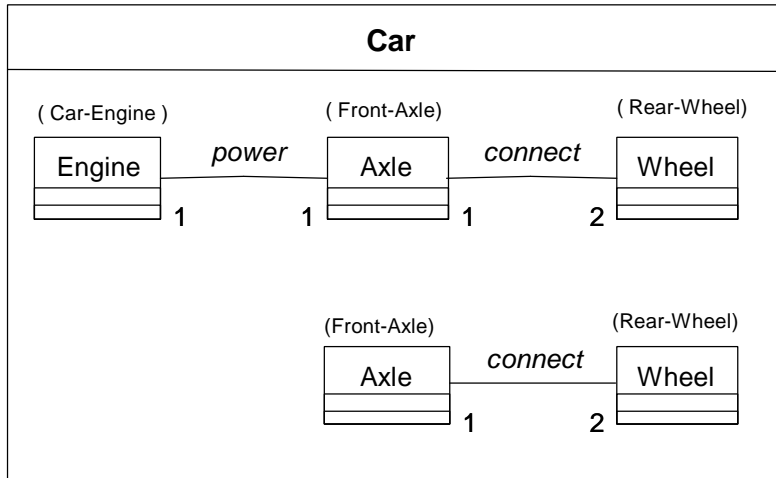 Car
( Car-Engine ) ( Front-Axle) ( Rear-Wheel)
Engine power Axle connect Wheel
1 1 1 2
(Front-Axle) (Rear-Wheel)
Axle connect Wheel
1 2